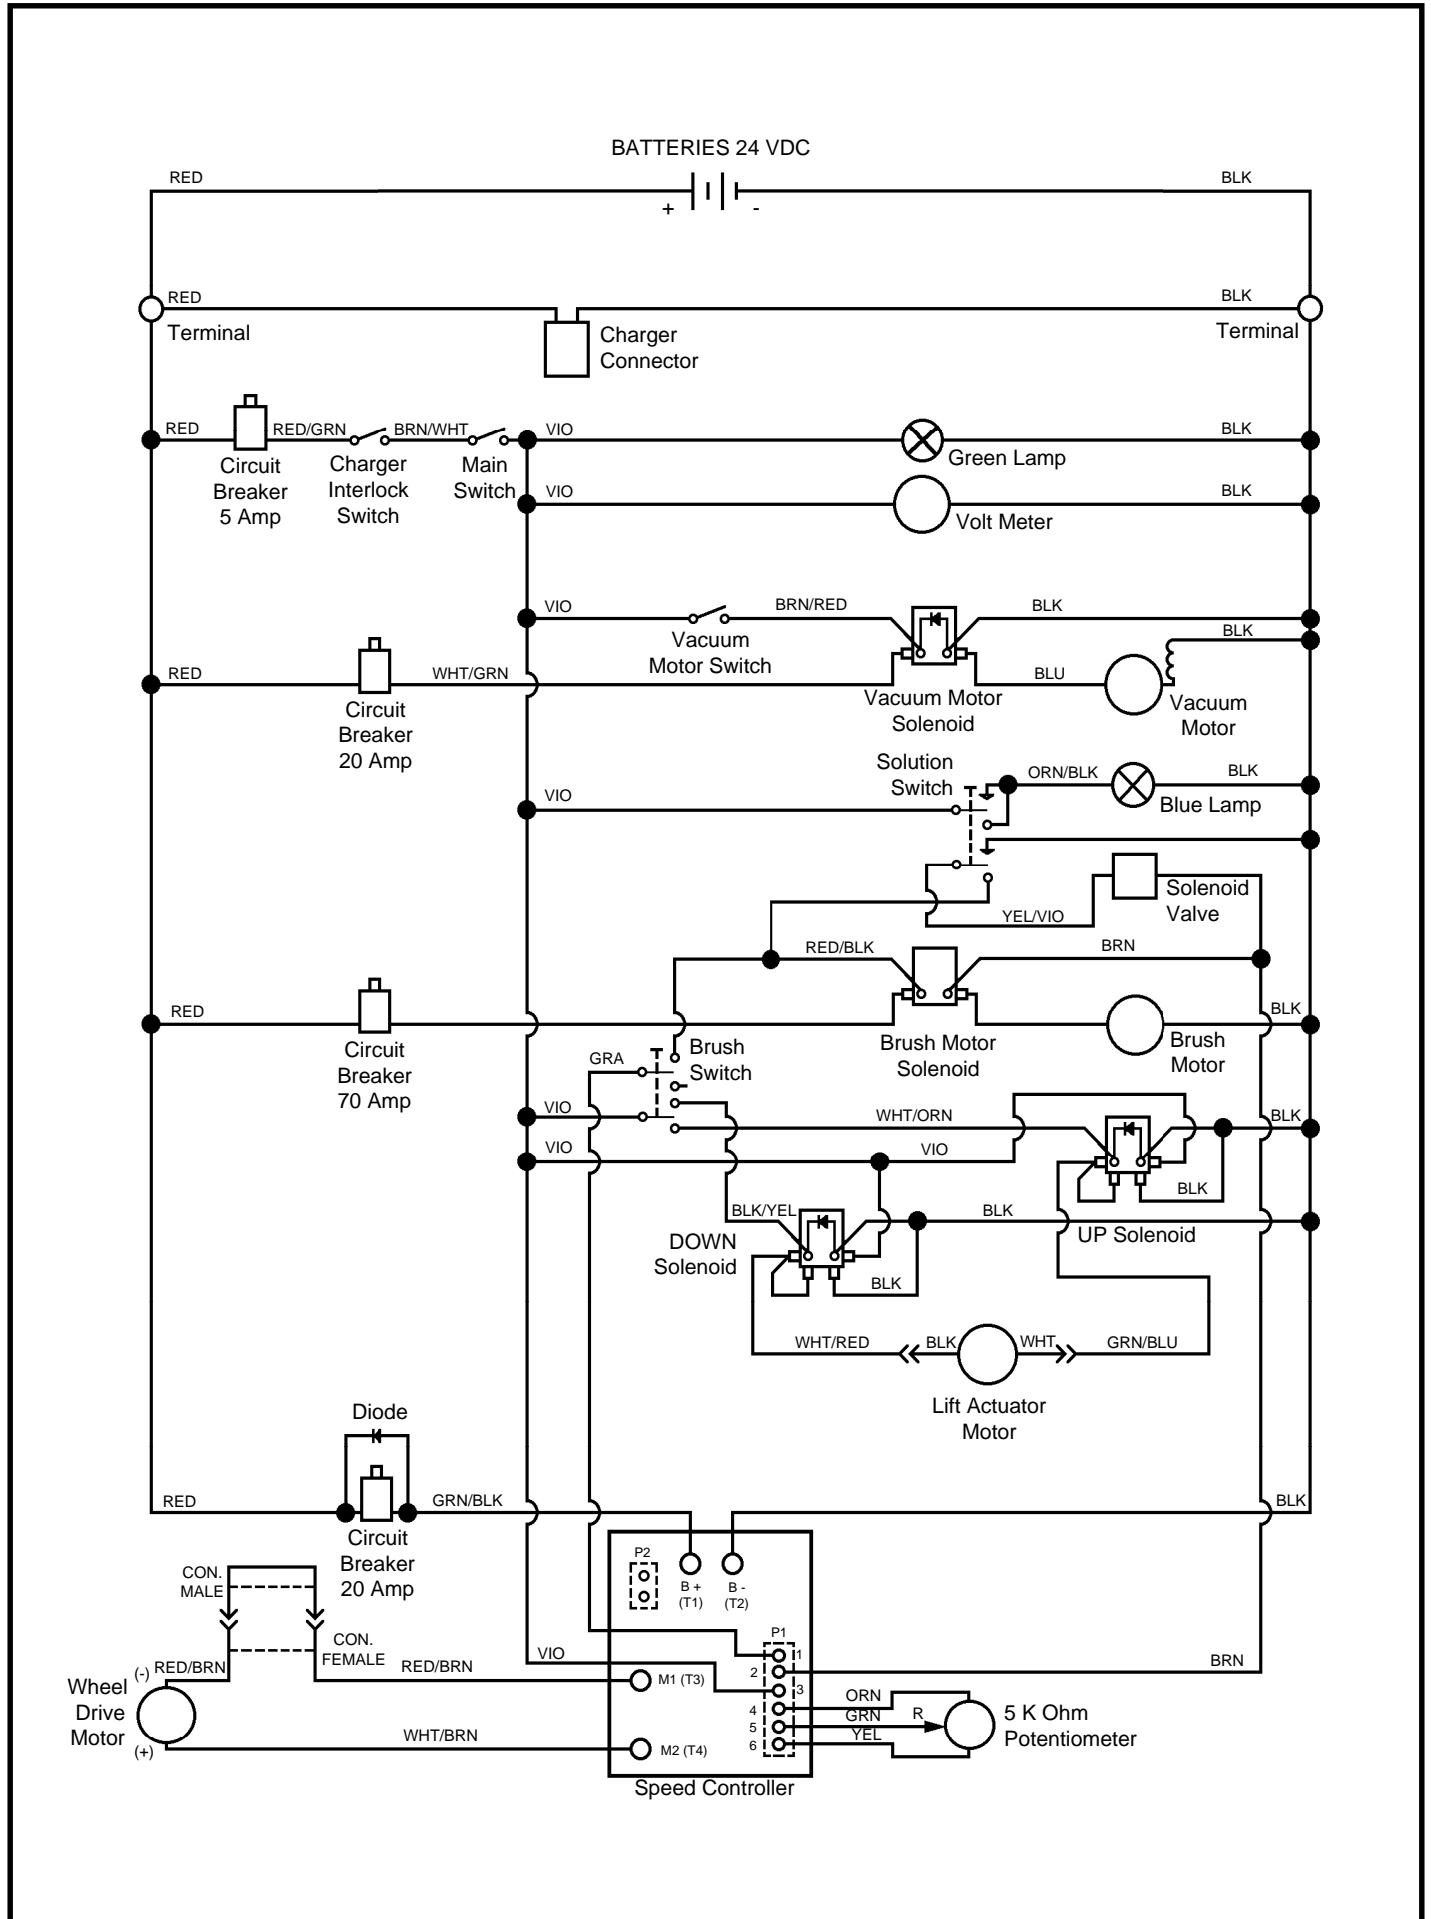 BATTERIES 24 VDC
RED
BLK
+
-
RED
BLK
Terminal
Charger
Connector
Terminal
RED
RED/GRN
BRN/WHT
VIO
BLK
Circuit
Breaker
5 Amp
Charger
Interlock
Switch
Main
Switch
Green Lamp
VIO
BLK
Volt Meter
VIO
BRN/RED
BLK
Vacuum
Motor Switch
BLK
RED
WHT/GRN
BLU
Circuit
Breaker
20 Amp
Vacuum Motor
Solenoid
Vacuum
Motor
Solution
Switch
ORN/BLK
BLK
Blue Lamp
VIO
Solenoid
Valve
YEL/VIO
RED/BLK
BRN
RED
BLK
Circuit
Breaker
70 Amp
Brush Motor
Solenoid
Brush
Motor
GRA
Brush
Switch
VIO
WHT/ORN
BLK
VIO
VIO
BLK
BLK/YEL
BLK
UP Solenoid
DOWN
Solenoid
BLK
WHT/RED
BLK
WHT
GRN/BLU
Lift Actuator
Motor
Diode
RED
GRN/BLK
BLK
Circuit
Breaker
20 Amp
CON.
MALE
P2
B +
(T1)
B -
(T2)
CON.
FEMALE
P1
VIO
1
BRN
2
(-)
RED/BRN
RED/BRN
M1 (T3)
3
Wheel
Drive
Motor
(+)
ORN
4
GRN
R
5
YEL
6
5 K Ohm
Potentiometer
WHT/BRN
M2 (T4)
Speed Controller